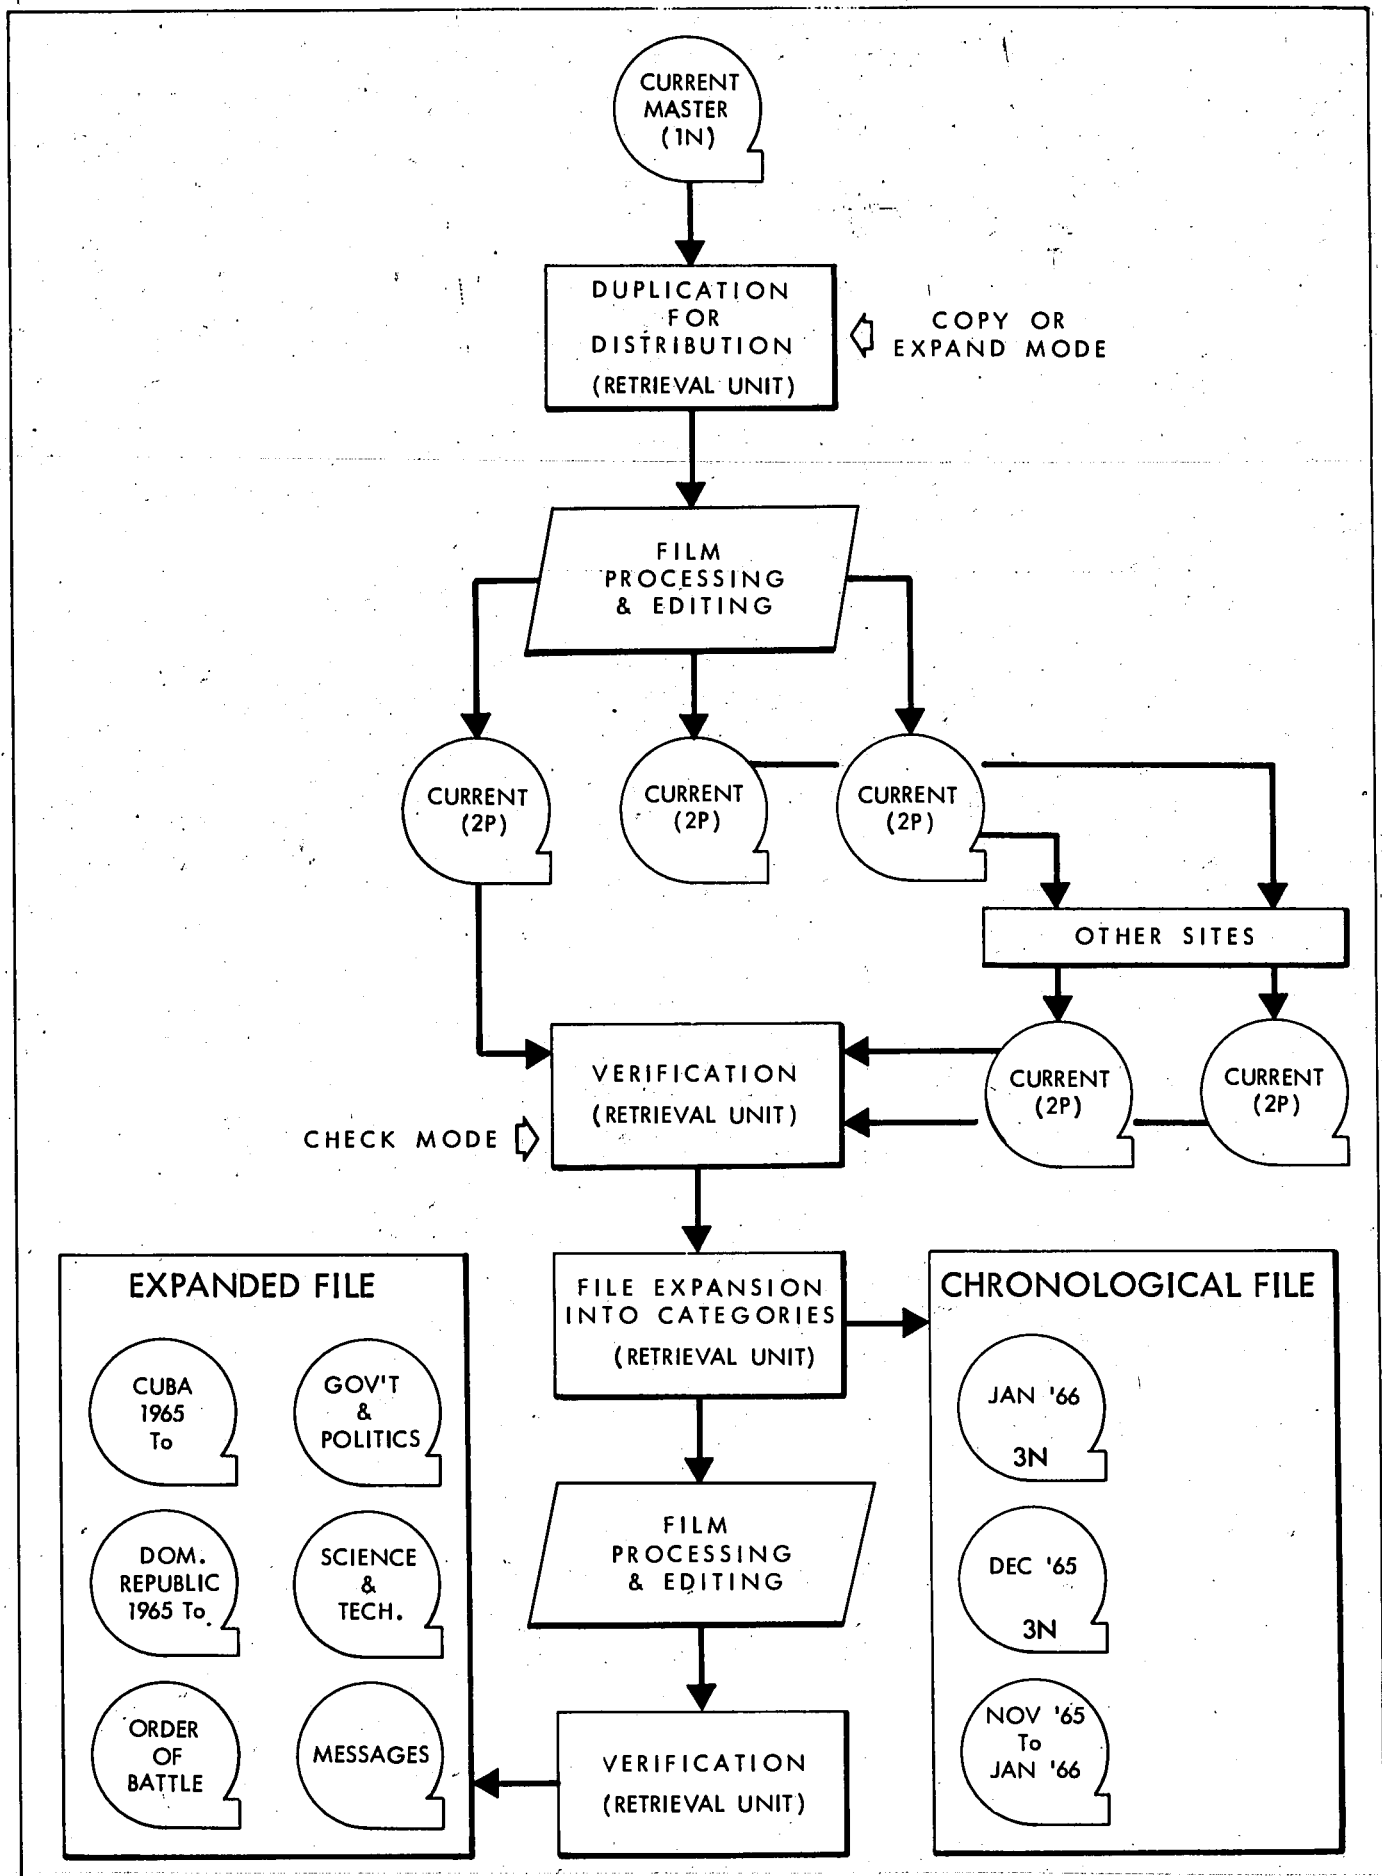 CURRENT
MASTER
(1N)
DUPLICATION
FOR
DISTRIBUTION
(RETRIEVAL UNIT)
COPY OR
EXPAND MODE
FILM
PROCESSING
& EDITING
CURRENT
(2P)
CURRENT
(2P)
CURRENT
(2P)
OTHER SITES
VERIFICATION
(RETRIEVAL UNIT)
CHECK MODE
CURRENT
(2P)
CURRENT
(2P)
EXPANDED FILE
CUBA
1965
To
GOV'T
&
POLITICS
DOM.
REPUBLIC
1965 To
SCIENCE
&
TECH.
ORDER
OF
BATTLE
MESSAGES
FILE EXPANSION
INTO CATEGORIES
(RETRIEVAL UNIT)
FILM
PROCESSING
& EDITING
VERIFICATION
(RETRIEVAL UNIT)
CHRONOLOGICAL FILE
JAN '66
3N
DEC '65
3N
NOV '65
To
JAN '66